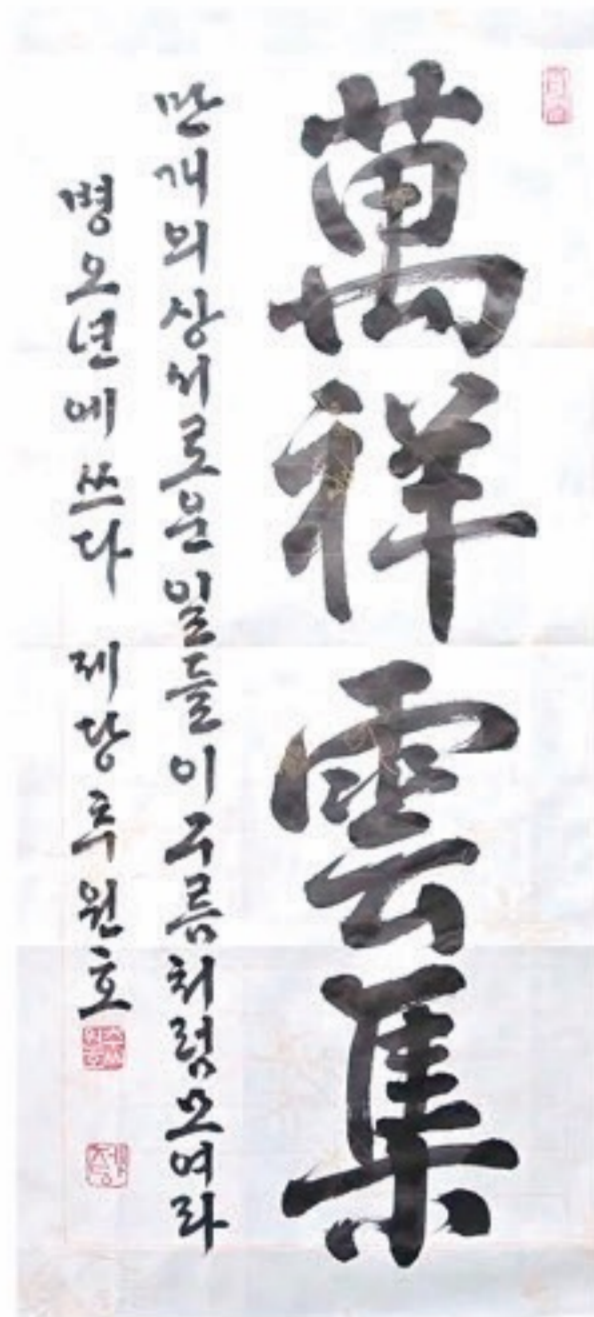 萬祥雲集
만개의상서로운일들이구름처럼모여라
병오년에쓰다 제당추원호